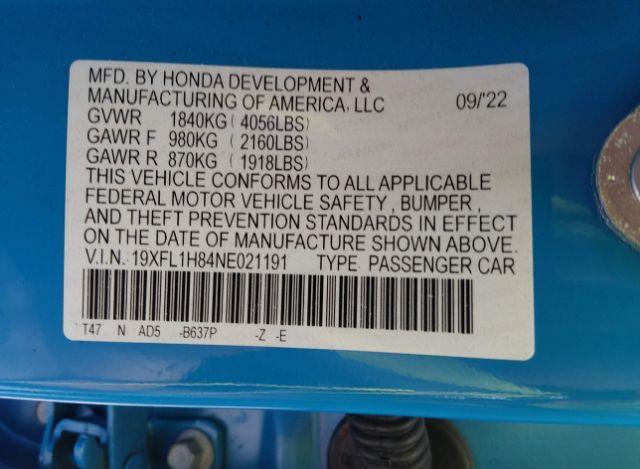 MFD. BY HONDA DEVELOPMENT &
MANUFACTURING OF AMERICA, LLC 09/'22
GVWR 1840KG ( 4056LBS)
GAWR F 980KG ( 2160LBS)
GAWR R 870KG ( 1918LBS)
THIS VEHICLE CONFORMS TO ALL APPLICABLE
FEDERAL MOTOR VEHICLE SAFETY , BUMPER ,
AND THEFT PREVENTION STANDARDS IN EFFECT
ON THE DATE OF MANUFACTURE SHOWN ABOVE.
V.I.N.: 19XFL1H84NE021191 TYPE: PASSENGER CAR
T47 N AD5 -B637P -Z -E